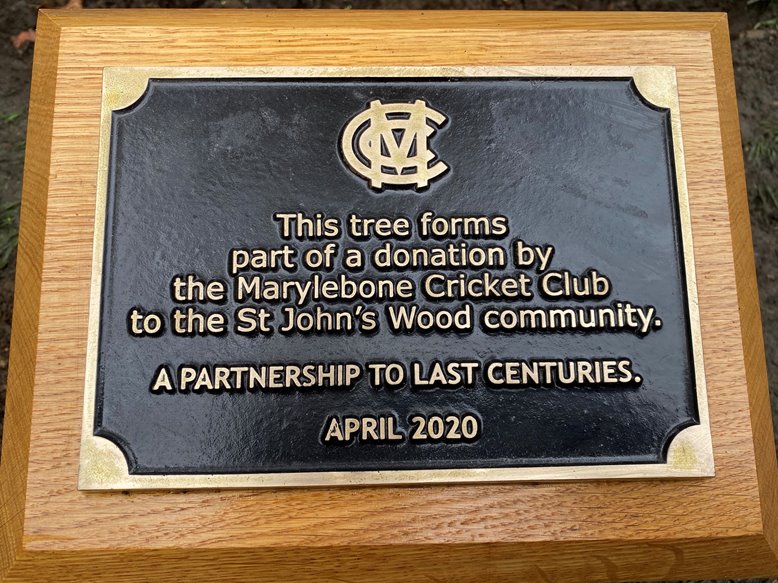 MCC
This tree forms
part of a donation by
the Marylebone Cricket Club
to the St John's Wood community.
A PARTNERSHIP TO LAST CENTURIES.
APRIL 2020